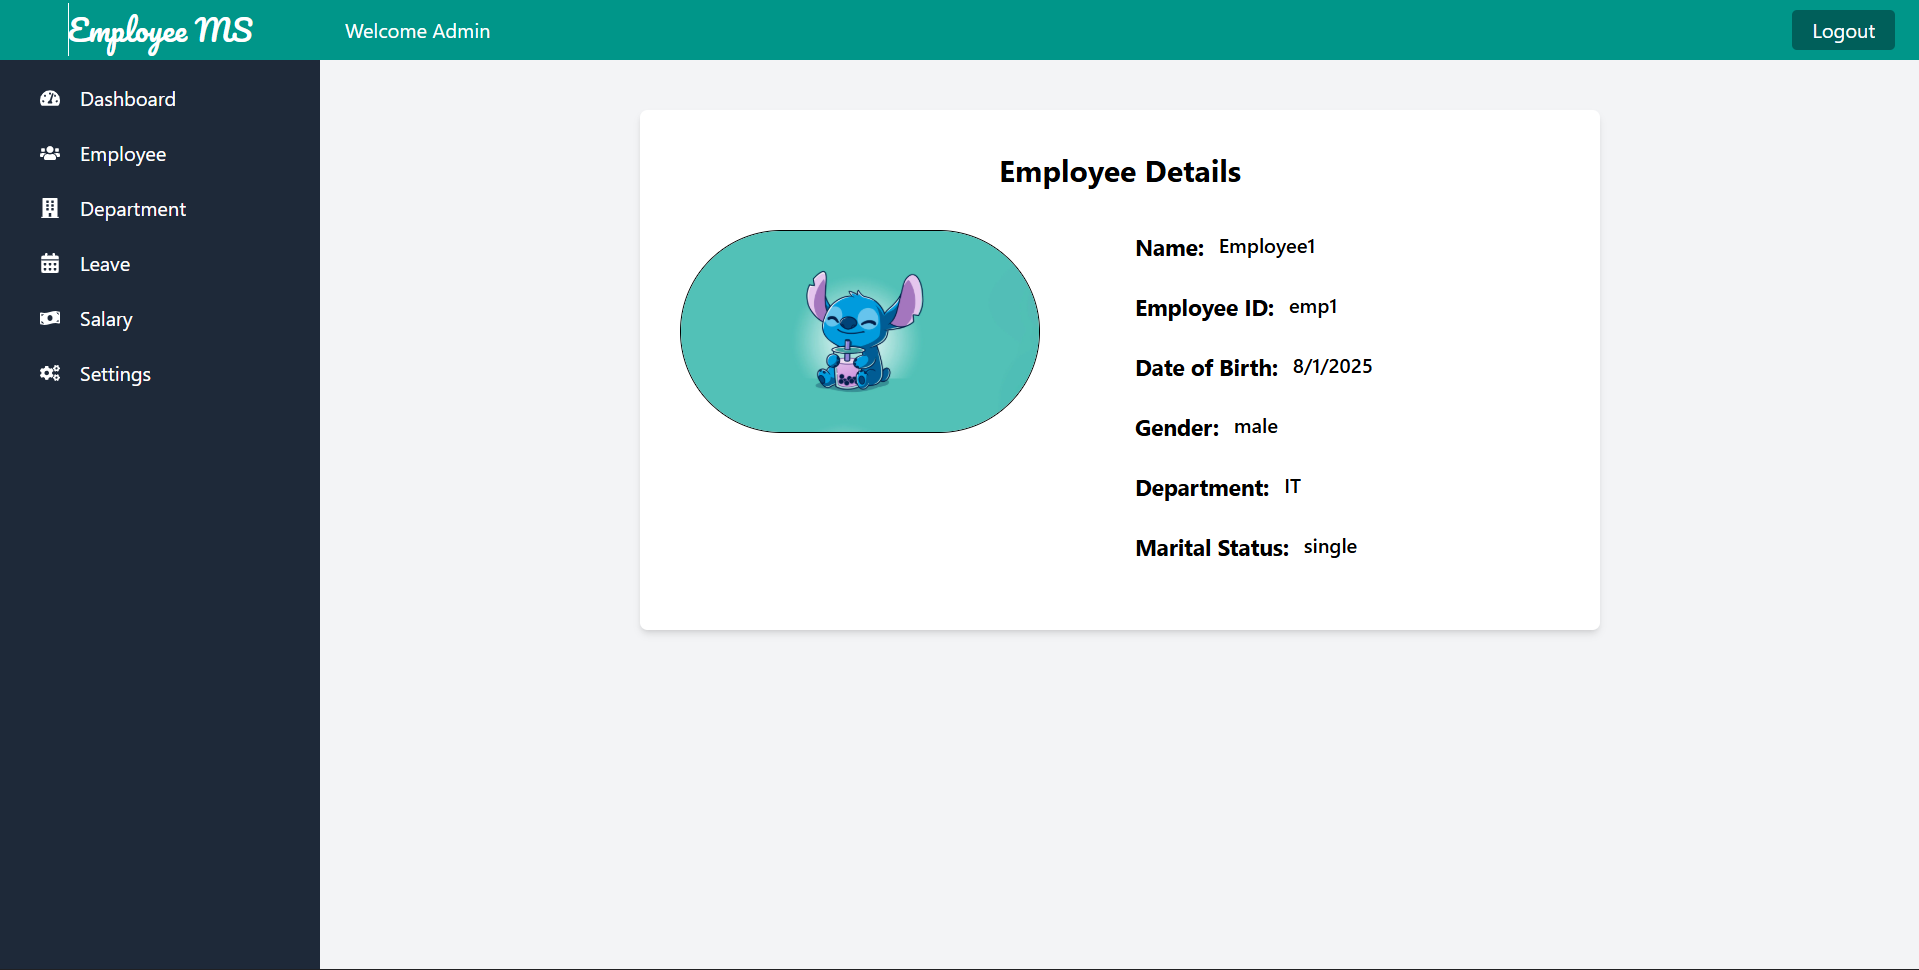 Employee MS
Welcome Admin
Logout
Dashboard
Employee
Department
Leave
Salary
Settings
Employee Details
Name: Employee1
Employee ID: emp1
Date of Birth: 8/1/2025
Gender: male
Department: IT
Marital Status: single